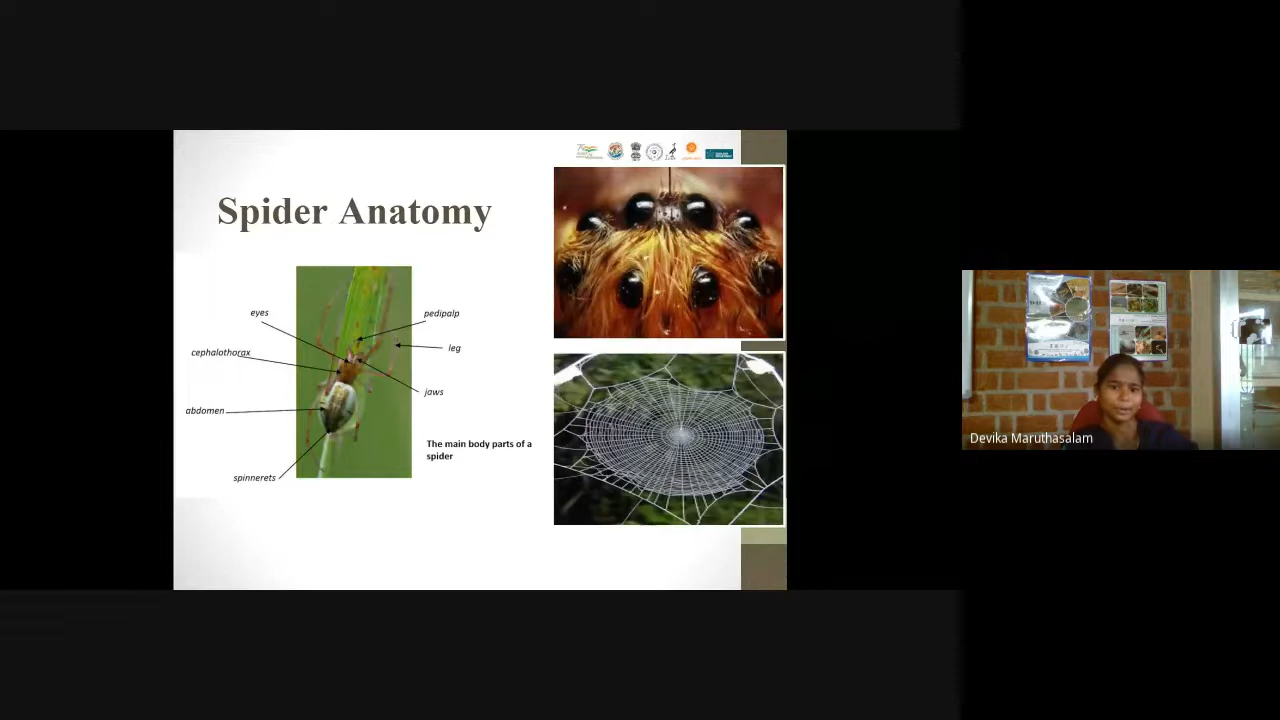 Spider Anatomy
eyes
pedipalp
cephalothorax
leg
jaws
abdomen
The main body parts of a
spider
spinnerets
Devika Maruthasalam